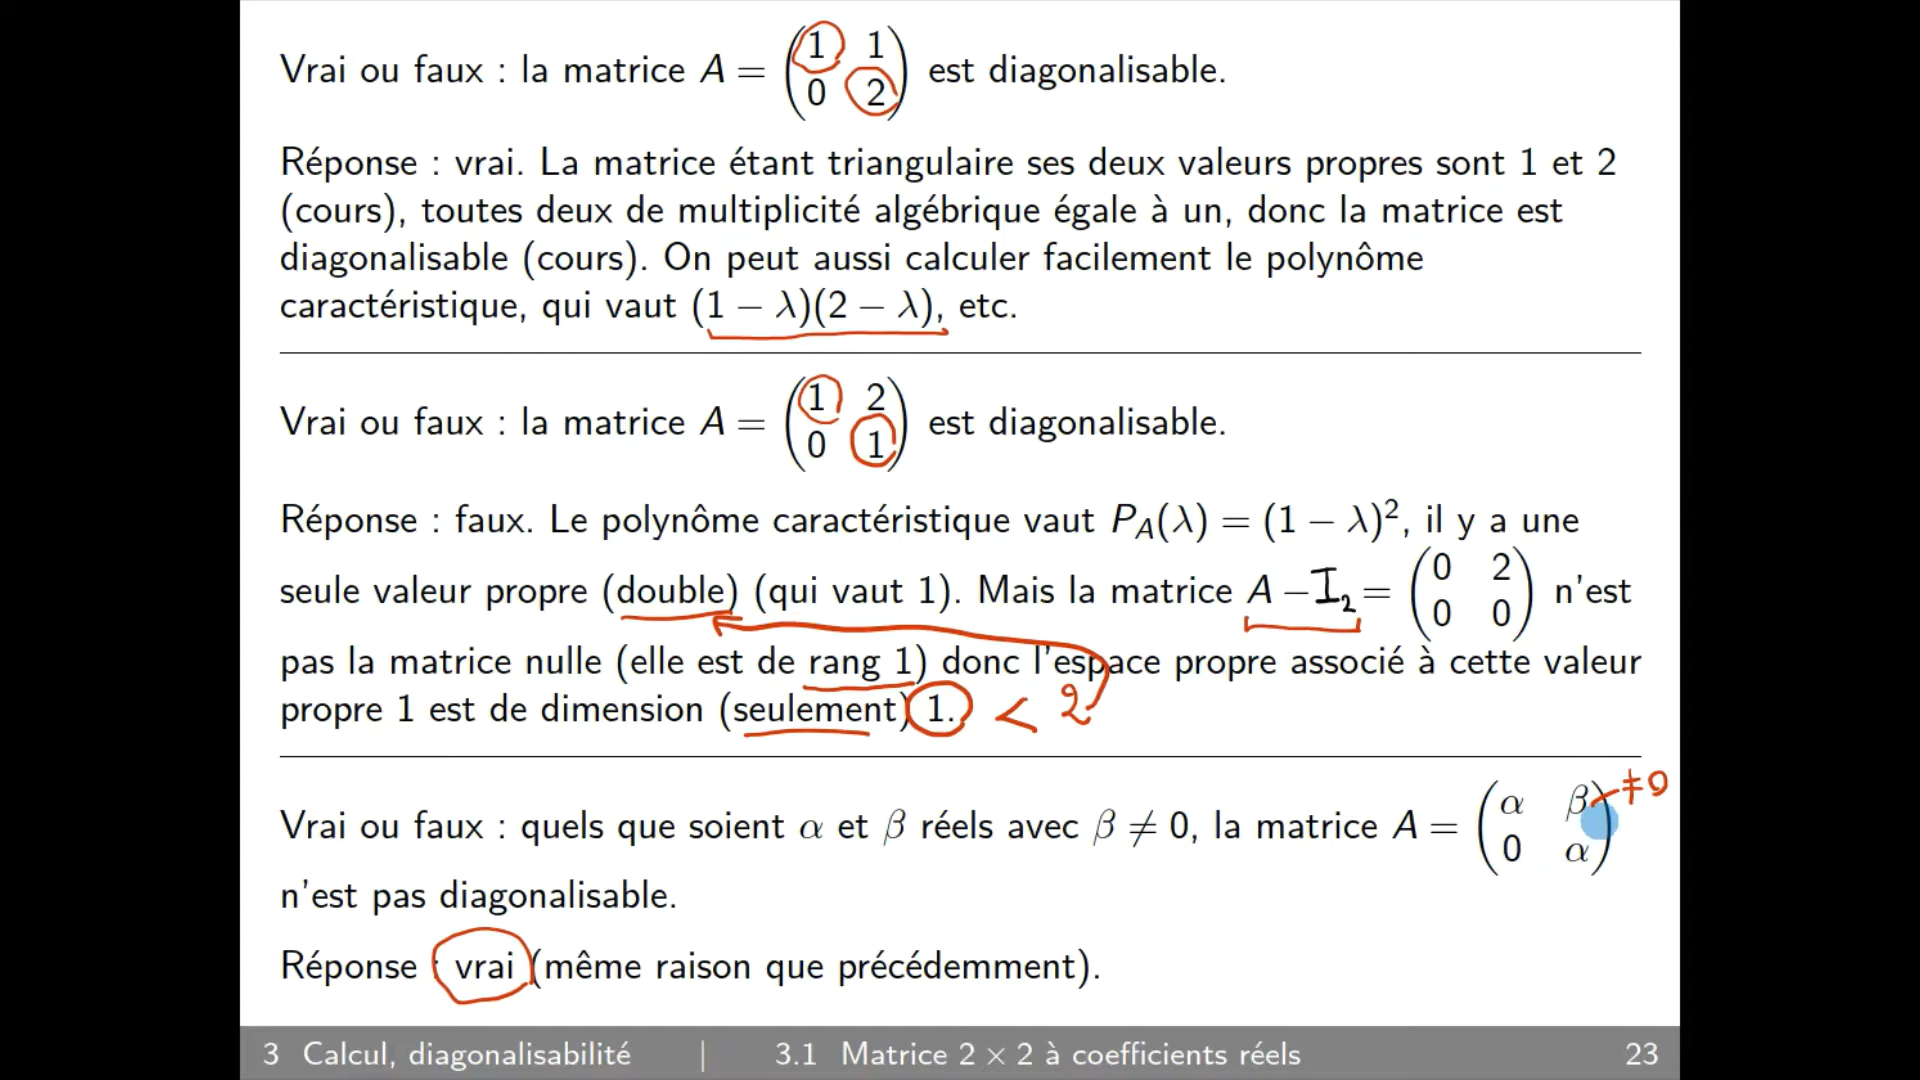 Vrai ou faux : la matrice A = (1 1
0 2) est diagonalisable.
Réponse : vrai. La matrice étant triangulaire ses deux valeurs propres sont 1 et 2
(cours), toutes deux de multiplicité algébrique égale à un, donc la matrice est
diagonalisable (cours). On peut aussi calculer facilement le polynôme
caractéristique, qui vaut (1 − λ)(2 − λ), etc.
Vrai ou faux : la matrice A = (1 2
0 1) est diagonalisable.
Réponse : faux. Le polynôme caractéristique vaut P_A(λ) = (1 − λ)², il y a une
seule valeur propre (double) (qui vaut 1). Mais la matrice A − I₂ = (0 2
0 0) n'est
pas la matrice nulle (elle est de rang 1) donc l'espace propre associé à cette valeur
propre 1 est de dimension (seulement) 1. < 2
Vrai ou faux : quels que soient α et β réels avec β ≠ 0, la matrice A = (α β
0 α) ≠0
n'est pas diagonalisable.
Réponse : vrai (même raison que précédemment).
3 Calcul, diagonalisabilité | 3.1 Matrice 2 × 2 à coefficients réels 23